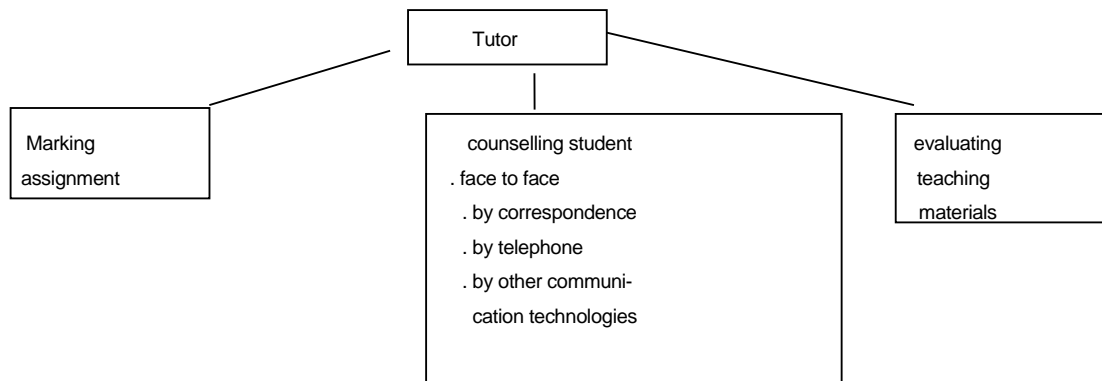 Tutor
Marking
assignment
counselling student
. face to face
. by correspondence
. by telephone
. by other communi-
cation technologies
evaluating
teaching
materials